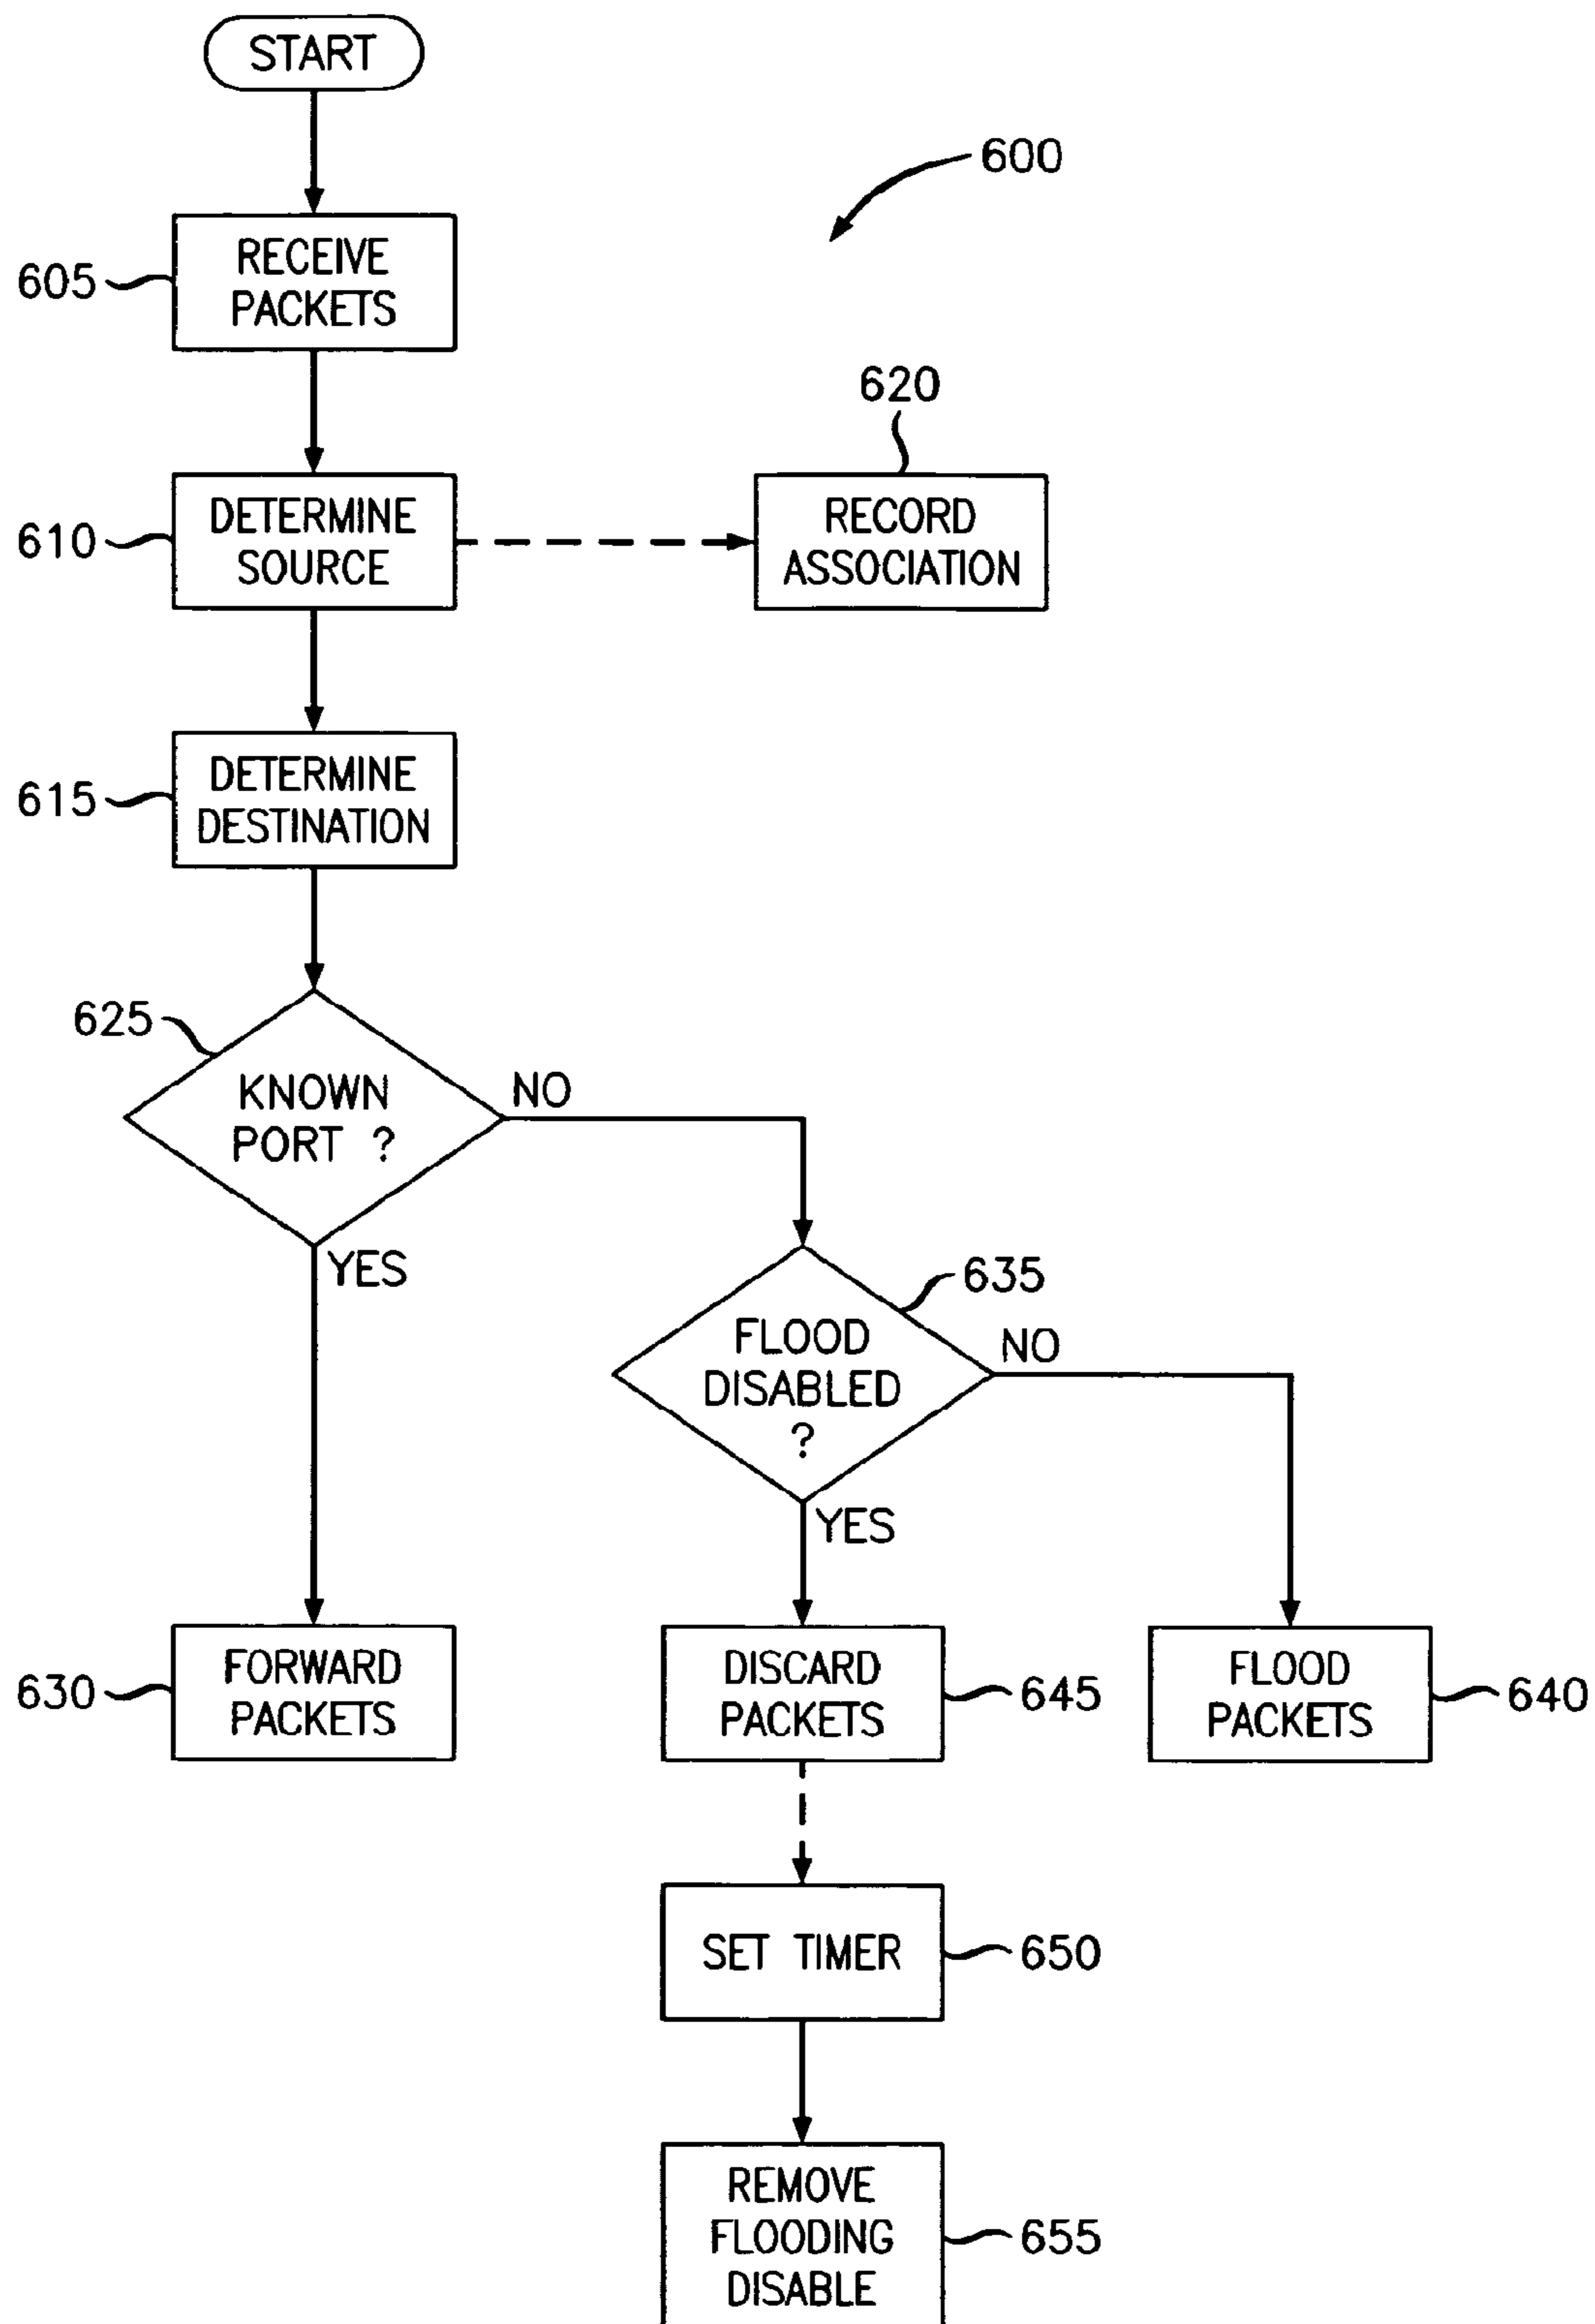 START
600
605
RECEIVE
PACKETS
620
610
DETERMINE
SOURCE
RECORD
ASSOCIATION
615
DETERMINE
DESTINATION
625
KNOWN
PORT ?
NO
YES
635
FLOOD
DISABLED
?
NO
YES
630
FORWARD
PACKETS
DISCARD
PACKETS
645
FLOOD
PACKETS
640
SET TIMER
650
REMOVE
FLOODING
DISABLE
655